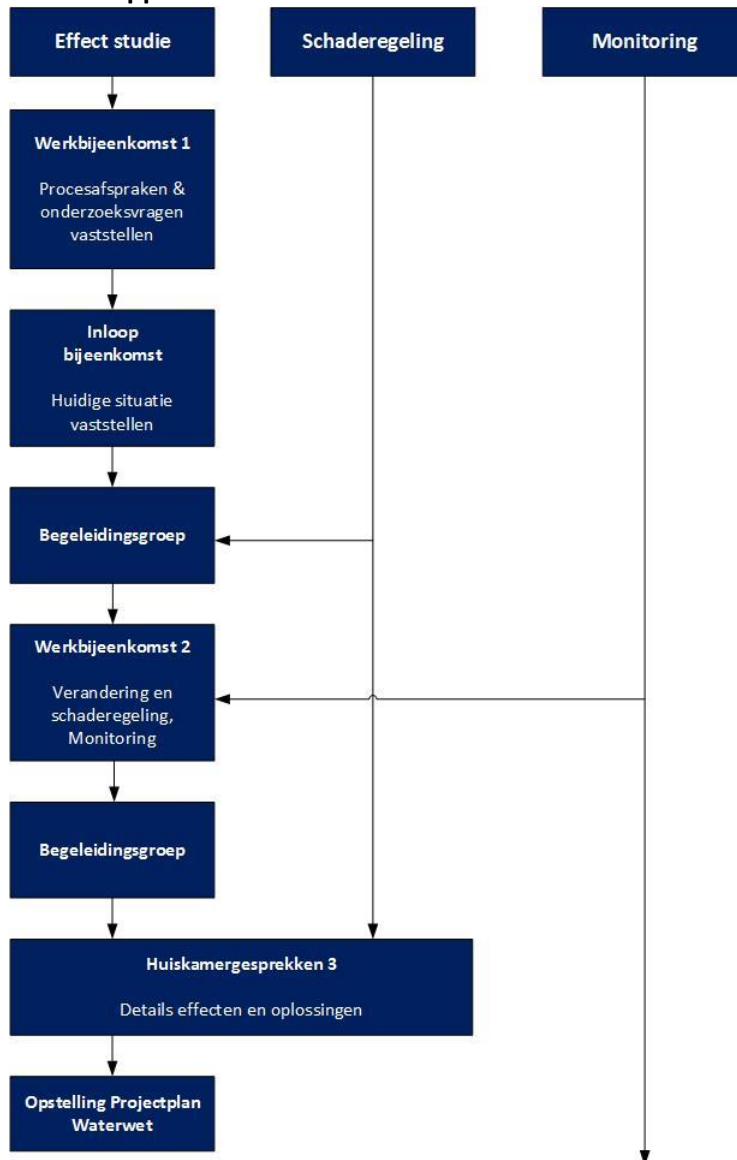 Effect studie
Schaderegeling
Monitoring
Werkbijeenkomst 1
Procesafspraken &
onderzoeksvragen
vaststellen
Inloop
bijeenkomst
Huidige situatie
vaststellen
Begeleidingsgroep
Werkbijeenkomst 2
Verandering en
schaderegeling,
Monitoring
Begeleidingsgroep
Huiskamergesprekken 3
Details effecten en oplossingen
Opstelling Projectplan
Waterwet